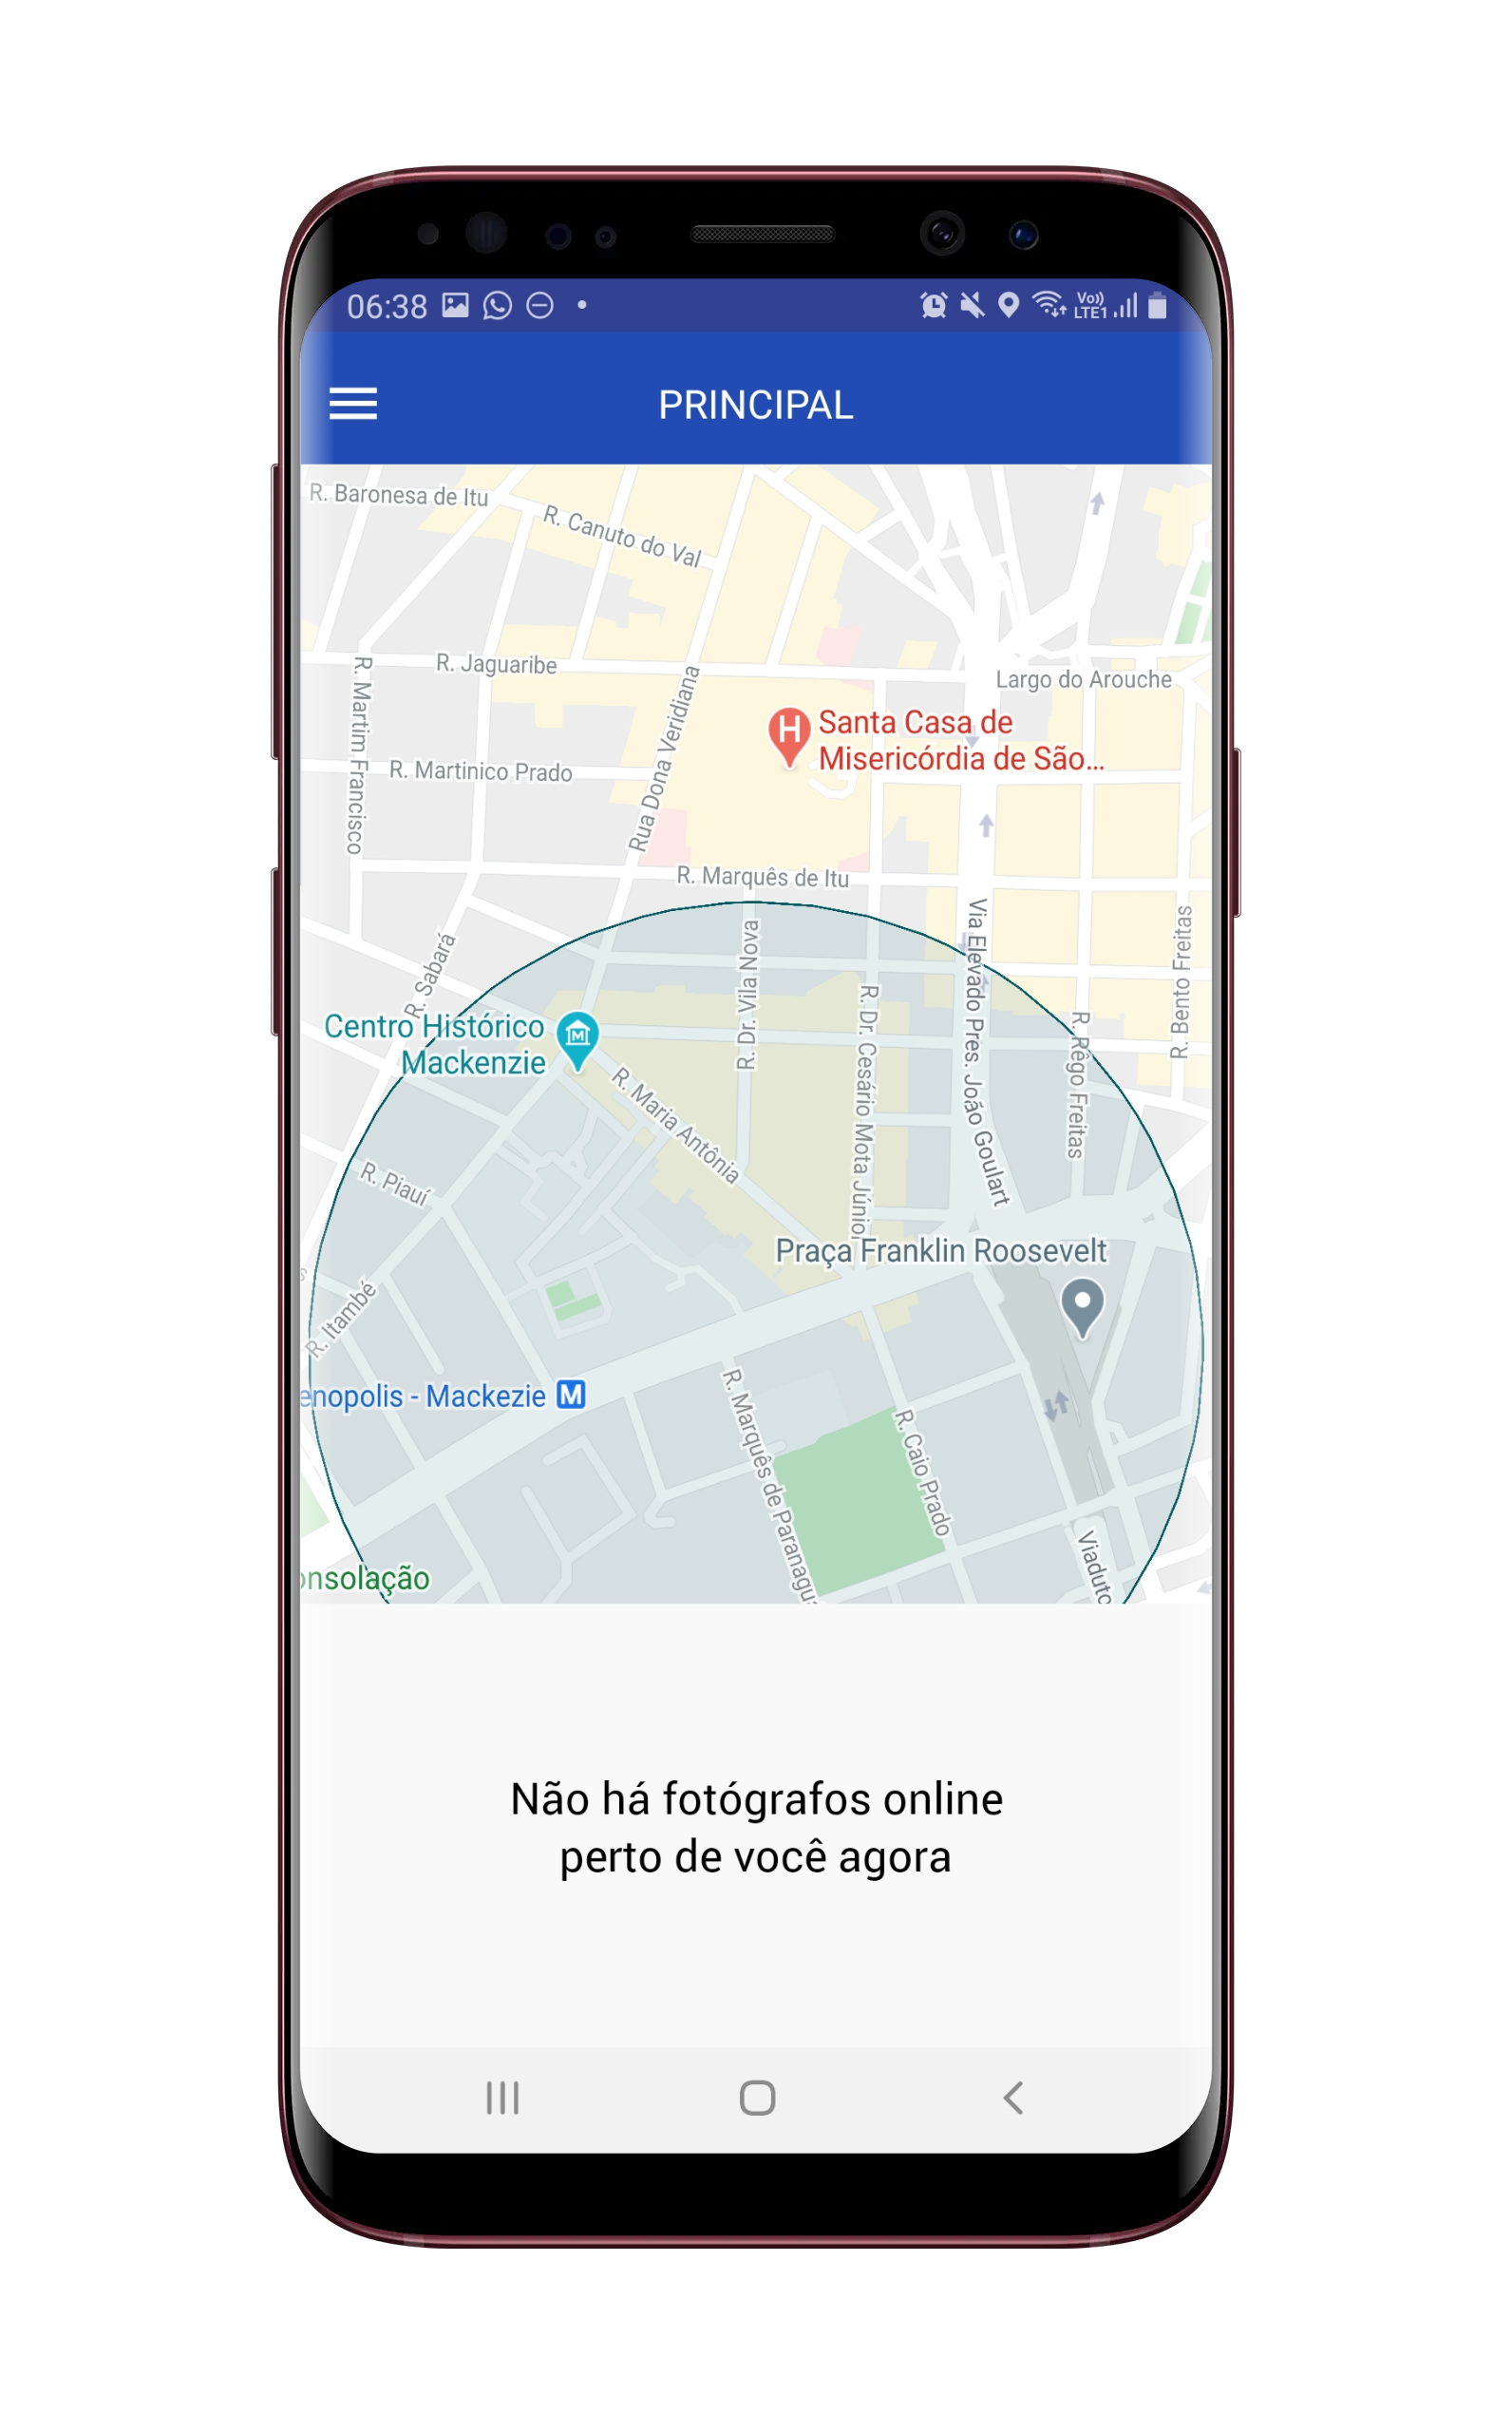 06:38
Vo))
LTE1
PRINCIPAL
R. Baronesa de Itu
R. Canuto do Val
R. Jaguaribe
Largo do Arouche
R. Martim Francisco
Rua Dona Veridiana
Santa Casa de
Misericórdia de São...
R. Martinico Prado
R. Marquês de Itu
R. Sabará
R. Dr. Vila Nova
Via Elevado Pres. João Goulart
R. Bento Freitas
Centro Histórico
Mackenzie
R. Dr. Cesário Mota Júnior
R. Rêgo Freitas
R. Maria Antônia
R. Piauí
Praça Franklin Roosevelt
R. Itambé
enopolis - Mackezie
M
R. Marquês de Paranagu
R. Caio Prado
Viaduto
onsolação
Não há fotógrafos online
perto de você agora